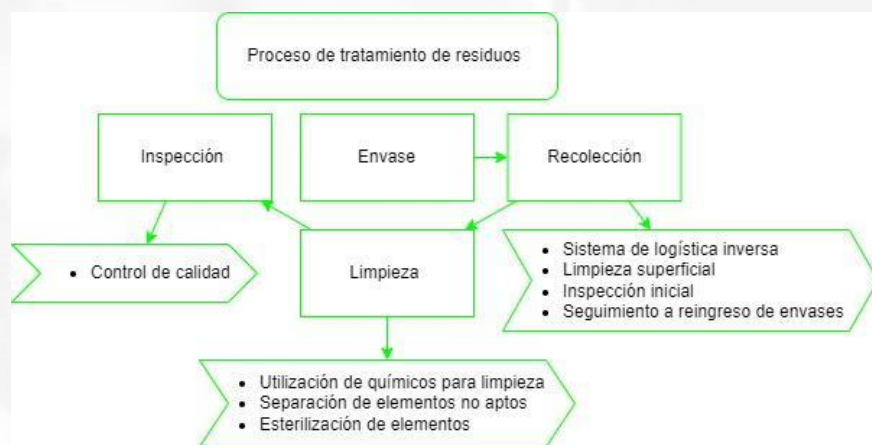 Proceso de tratamiento de residuos
Inspección
Envase
Recolección
• Control de calidad
Limpieza
• Sistema de logística inversa
• Limpieza superficial
• Inspección inicial
• Seguimiento a reingreso de envases
• Utilización de químicos para limpieza
• Separación de elementos no aptos
• Esterilización de elementos